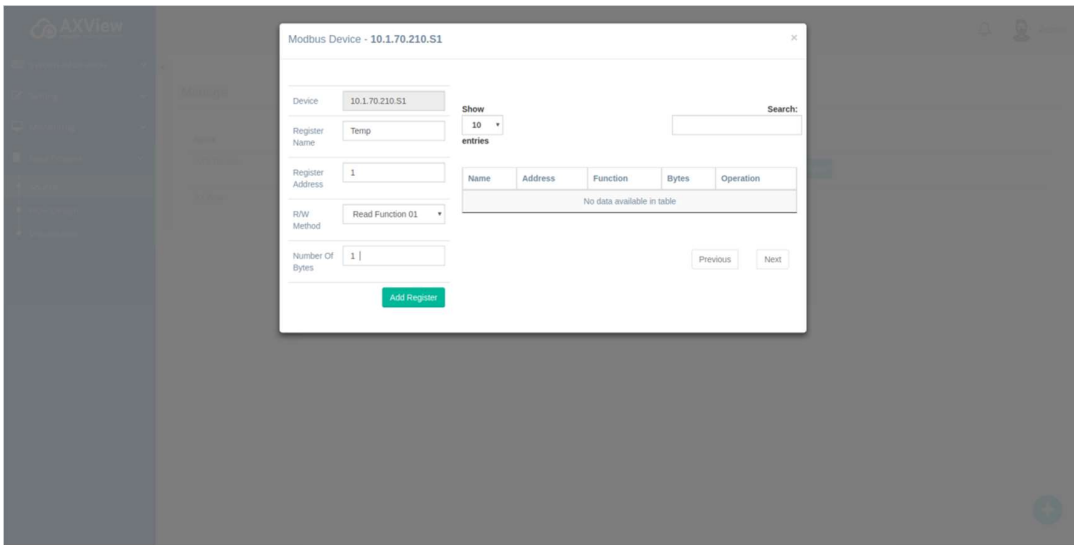 AXView
Modbus Device - 10.1.70.210.S1
×
Device
10.1.70.210.S1
Register
Name
Temp
Register
Address
1
R/W
Method
Read Function 01
Number Of
Bytes
1
Add Register
Show
10
entries
Search:
Name Address Function Bytes Operation
No data available in table
Previous Next